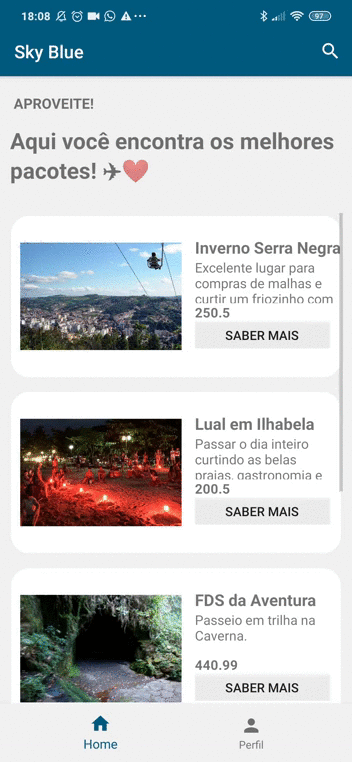 18:08 97
Sky Blue
APROVEITE!
Aqui você encontra os melhores
pacotes! ✈❤
Inverno Serra Negra
Excelente lugar para
compras de malhas e
curtir um friozinho com
250.5
SABER MAIS
Lual em Ilhabela
Passar o dia inteiro
curtindo as belas
praias, gastronomia e
200.5
SABER MAIS
FDS da Aventura
Passeio em trilha na
Caverna.
440.99
SABER MAIS
Home
Perfil